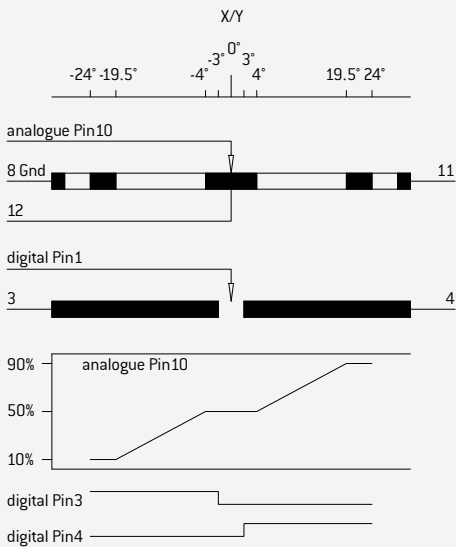 X/Y
0°
-3° 3°
-24° -19.5° -4° 4° 19.5° 24°
analogue Pin10
8 Gnd 11
12
digital Pin1
3 4
90% analogue Pin10
50%
10%
digital Pin3
digital Pin4